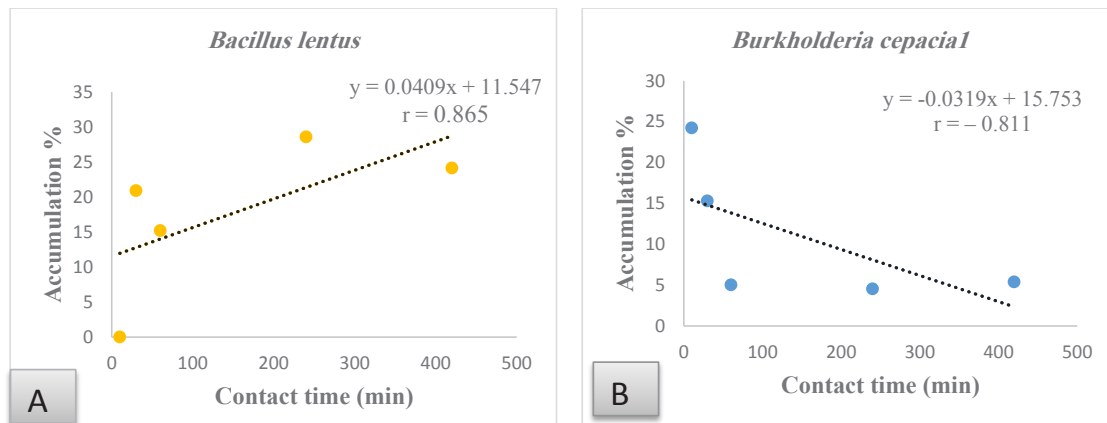 Bacillus lentus
y = 0.0409x + 11.547
r = 0.865
Accumulation %
35
30
25
20
15
10
5
0
0 100 200 300 400 500
Contact time (min)
A
Burkholderia cepacia1
y = -0.0319x + 15.753
r = – 0.811
Accumulation %
30
25
20
15
10
5
0
0 100 200 300 400 500
Contact time (min)
B